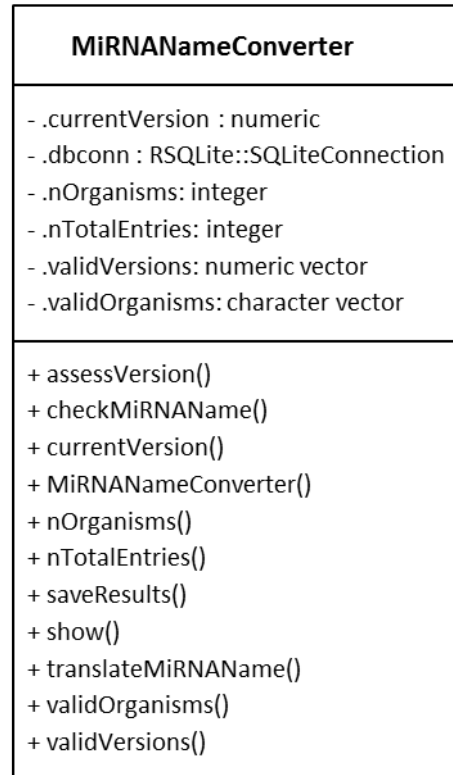 MiRNANameConverter
- .currentVersion : numeric
- .dbconn : RSQLite::SQLiteConnection
- .nOrganisms: integer
- .nTotalEntries: integer
- .validVersions: numeric vector
- .validOrganisms: character vector
+ assessVersion()
+ checkMiRNAName()
+ currentVersion()
+ MiRNANameConverter()
+ nOrganisms()
+ nTotalEntries()
+ saveResults()
+ show()
+ translateMiRNAName()
+ validOrganisms()
+ validVersions()